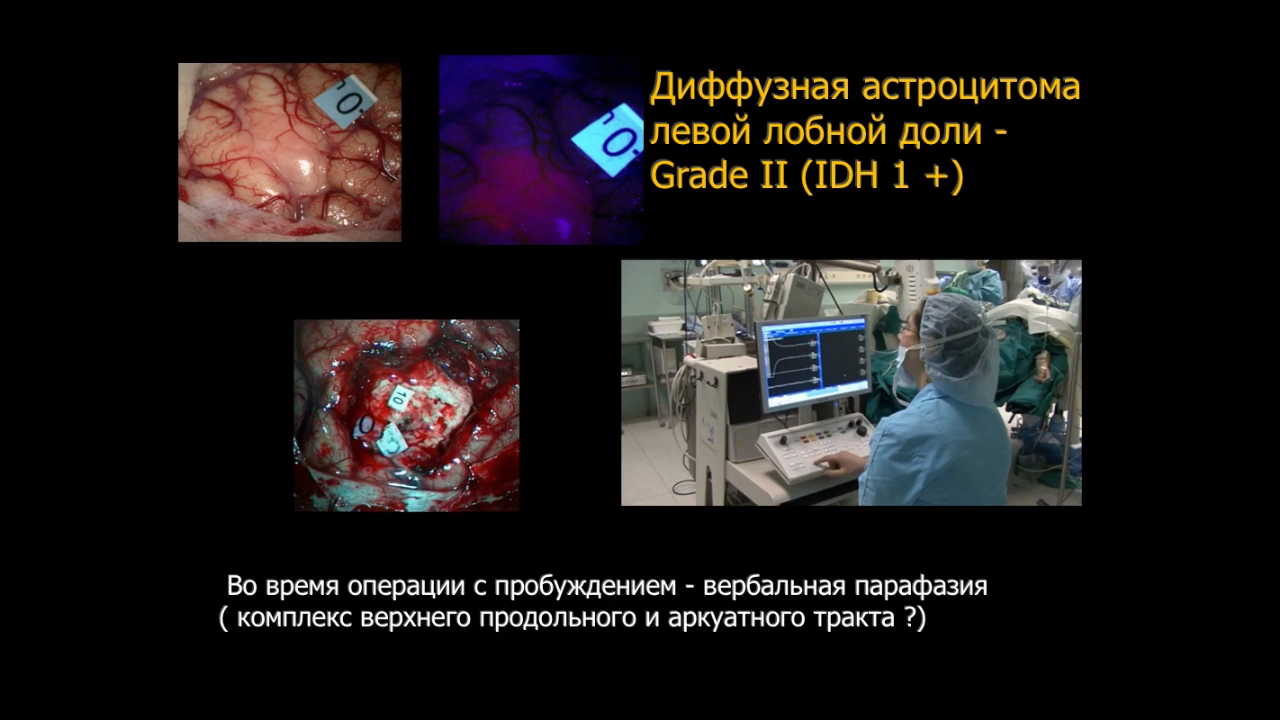 Диффузная астроцитома
левой лобной доли -
Grade II (IDH 1 +)
10
Во время операции с пробуждением - вербальная парафазия
( комплекс верхнего продольного и аркуатного тракта ?)